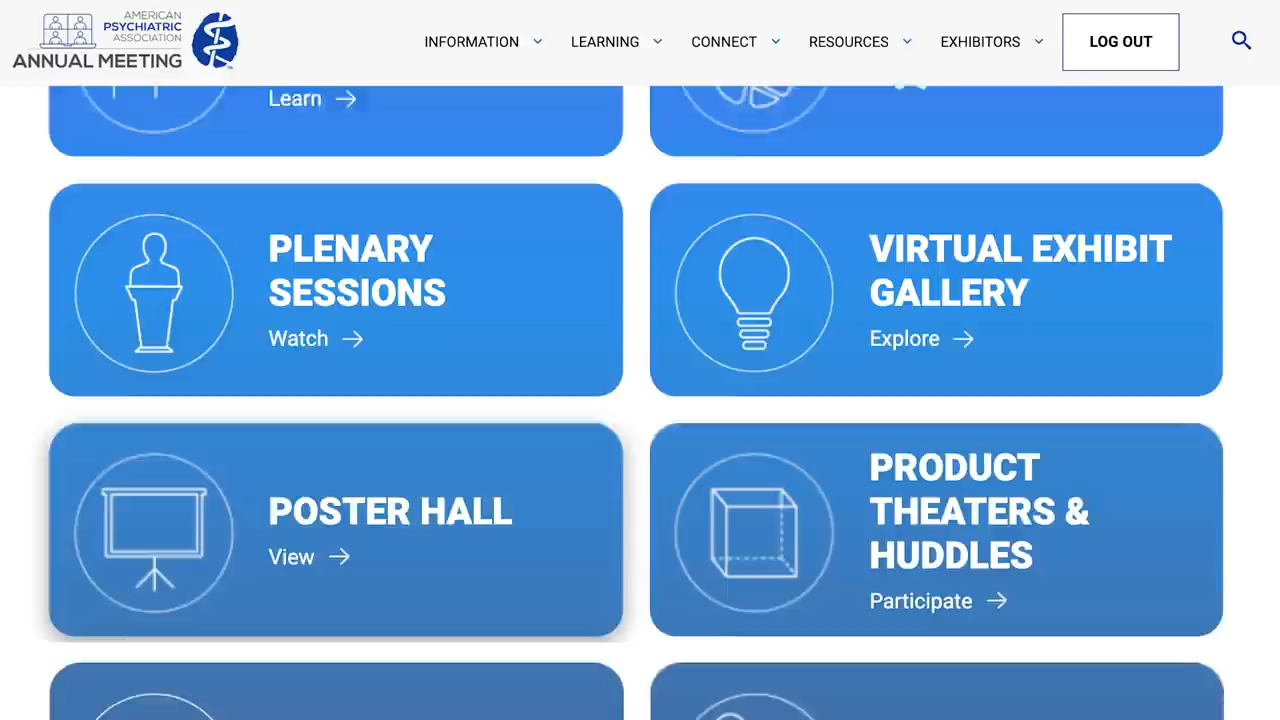 AMERICAN
PSYCHIATRIC
ASSOCIATION
ANNUAL MEETING
INFORMATION
LEARNING
CONNECT
RESOURCES
EXHIBITORS
LOG OUT
Learn
PLENARY
SESSIONS
Watch
VIRTUAL EXHIBIT
GALLERY
Explore
POSTER HALL
View
PRODUCT
THEATERS &
HUDDLES
Participate